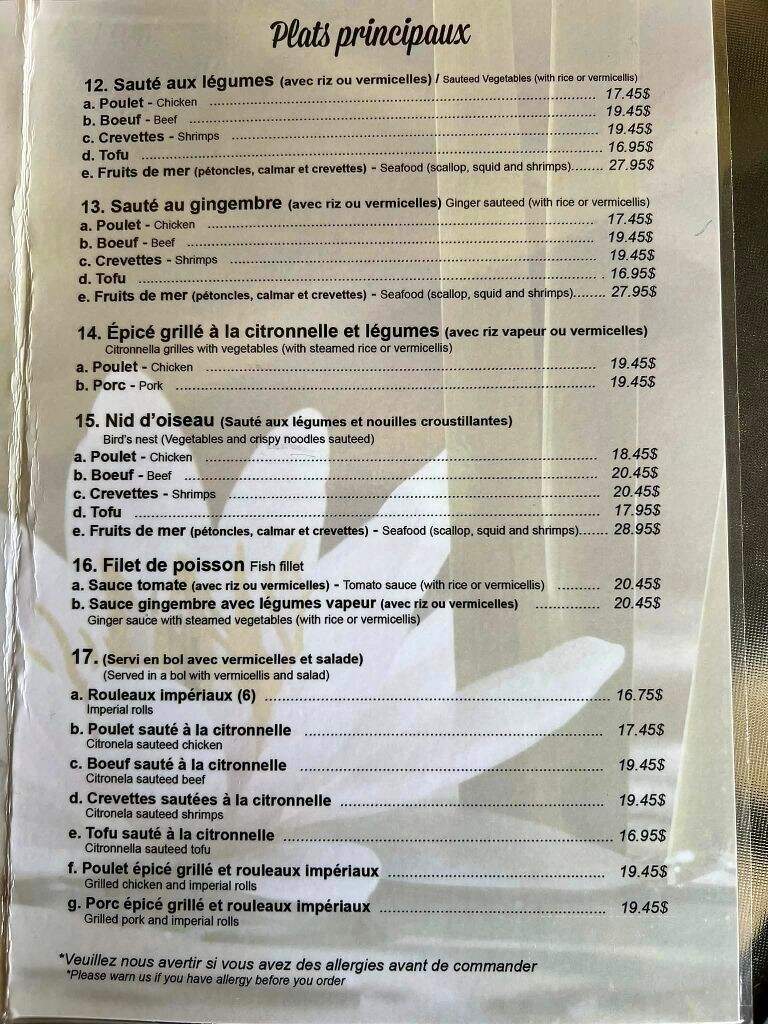 Plats principaux
12. Sauté aux légumes (avec riz ou vermicelles) / Sauteed Vegetables (with rice or vermicellis)
a. Poulet - Chicken ........ 17.45$
b. Boeuf - Beef ........ 19.45$
c. Crevettes - Shrimps ........ 19.45$
d. Tofu ........ 16.95$
e. Fruits de mer (pétoncles, calmar et crevettes) - Seafood (scallop, squid and shrimps)........ 27.95$
13. Sauté au gingembre (avec riz ou vermicelles) Ginger sauteed (with rice or vermicellis)
a. Poulet - Chicken ........ 17.45$
b. Boeuf - Beef ........ 19.45$
c. Crevettes - Shrimps ........ 19.45$
d. Tofu ........ 16.95$
e. Fruits de mer (pétoncles, calmar et crevettes) - Seafood (scallop, squid and shrimps)........ 27.95$
14. Épicé grillé à la citronnelle et légumes (avec riz vapeur ou vermicelles)
Citronnella grilles with vegetables (with steamed rice or vermicellis)
a. Poulet - Chicken ........ 19.45$
b. Porc - Pork ........ 19.45$
15. Nid d'oiseau (Sauté aux légumes et nouilles croustillantes)
Bird's nest (Vegetables and crispy noodles sauteed)
a. Poulet - Chicken ........ 18.45$
b. Boeuf - Beef ........ 20.45$
c. Crevettes - Shrimps ........ 20.45$
d. Tofu ........ 17.95$
e. Fruits de mer (pétoncles, calmar et crevettes) - Seafood (scallop, squid and shrimps)....... 28.95$
16. Filet de poisson Fish fillet
a. Sauce tomate (avec riz ou vermicelles) - Tomato sauce (with rice or vermicellis) .......... 20.45$
b. Sauce gingembre avec légumes vapeur (avec riz ou vermicelles) ............... 20.45$
Ginger sauce with steamed vegetables (with rice or vermicellis)
17. (Servi en bol avec vermicelles et salade)
(Served in a bol with vermicellis and salad)
a. Rouleaux impériaux (6) ........ 16.75$
Imperial rolls
b. Poulet sauté à la citronnelle ........ 17.45$
Citronela sauteed chicken
c. Boeuf sauté à la citronnelle ........ 19.45$
Citronela sauteed beef
d. Crevettes sautées à la citronnelle ........ 19.45$
Citronela sauteed shrimps
e. Tofu sauté à la citronnelle ........ 16.95$
Citronnella sauteed tofu
f. Poulet épicé grillé et rouleaux impériaux ........ 19.45$
Grilled chicken and imperial rolls
g. Porc épicé grillé et rouleaux impériaux ........ 19.45$
Grilled pork and imperial rolls
*Veuillez nous avertir si vous avez des allergies avant de commander
*Please warn us if you have allergy before you order